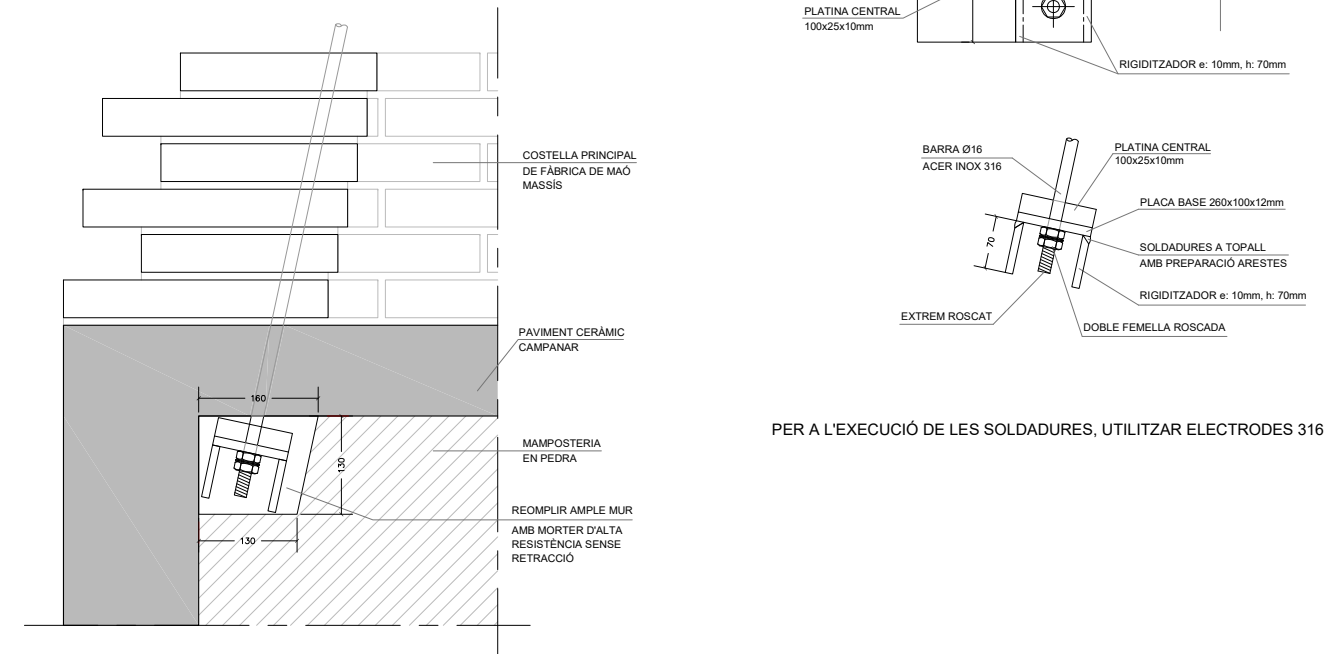 PLATINA CENTRAL
100x25x10mm
RIGIDITZADOR e: 10mm, h: 70mm
COSTELLA PRINCIPAL
DE FÀBRICA DE MAÓ
MASSÍS
PAVIMENT CERÀMIC
CAMPANAR
160
130
130
MAMPOSTERIA
EN PEDRA
REOMPLIR AMPLE MUR
AMB MORTER D'ALTA
RESISTÈNCIA SENSE
RETRACCIÓ
BARRA Ø16
ACER INOX 316
PLATINA CENTRAL
100x25x10mm
PLACA BASE 260x100x12mm
70
SOLDADURES A TOPALL
AMB PREPARACIÓ ARESTES
RIGIDITZADOR e: 10mm, h: 70mm
EXTREM ROSCAT
DOBLE FEMELLA ROSCADA
PER A L'EXECUCIÓ DE LES SOLDADURES, UTILITZAR ELECTRODES 316